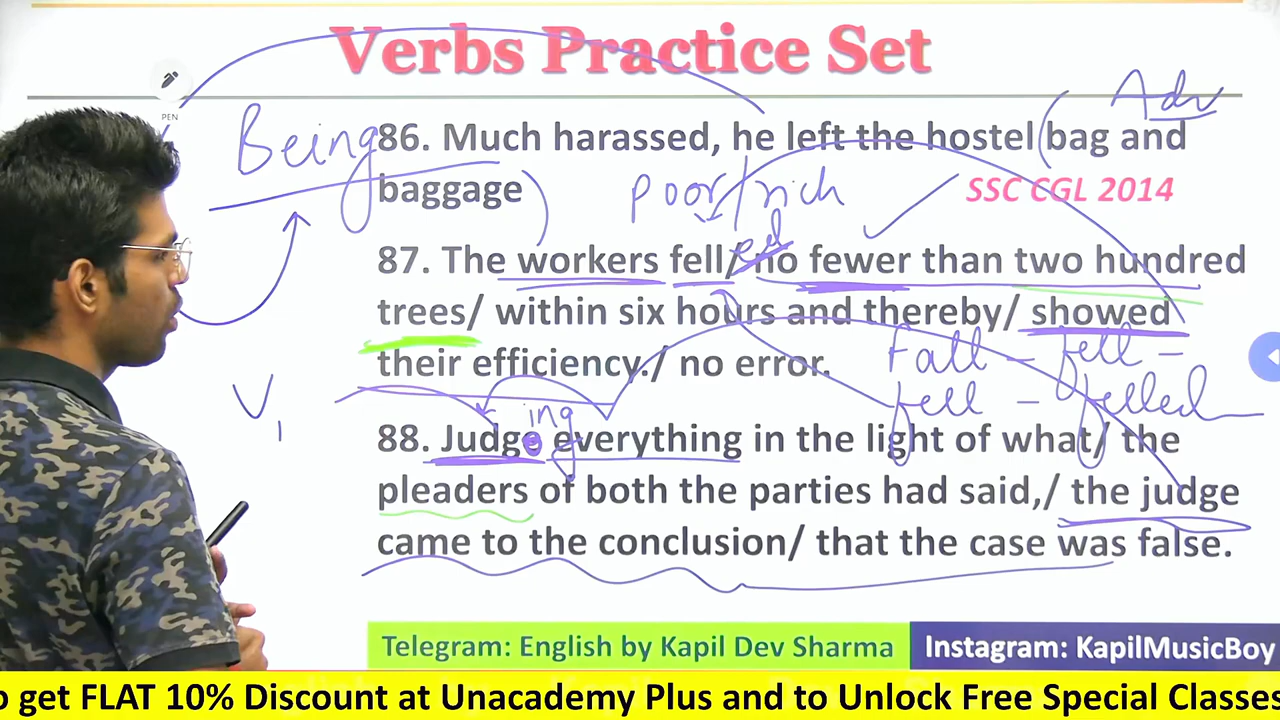 Verbs Practice Set
PEN
Adv
Being
86. Much harassed, he left the hostel (bag and
baggage)
poor/rich
SSC CGL 2014
ed
87. The workers fell/ no fewer than two hundred
trees/ within six hours and thereby/ showed
their efficiency./ no error.
Fall - fell -
fell - felled
V1
ing
88. Judge everything in the light of what/ the
pleaders of both the parties had said,/ the judge
came to the conclusion/ that the case was false.
Telegram: English by Kapil Dev Sharma
Instagram: KapilMusicBoy
o get FLAT 10% Discount at Unacademy Plus and to Unlock Free Special Classes